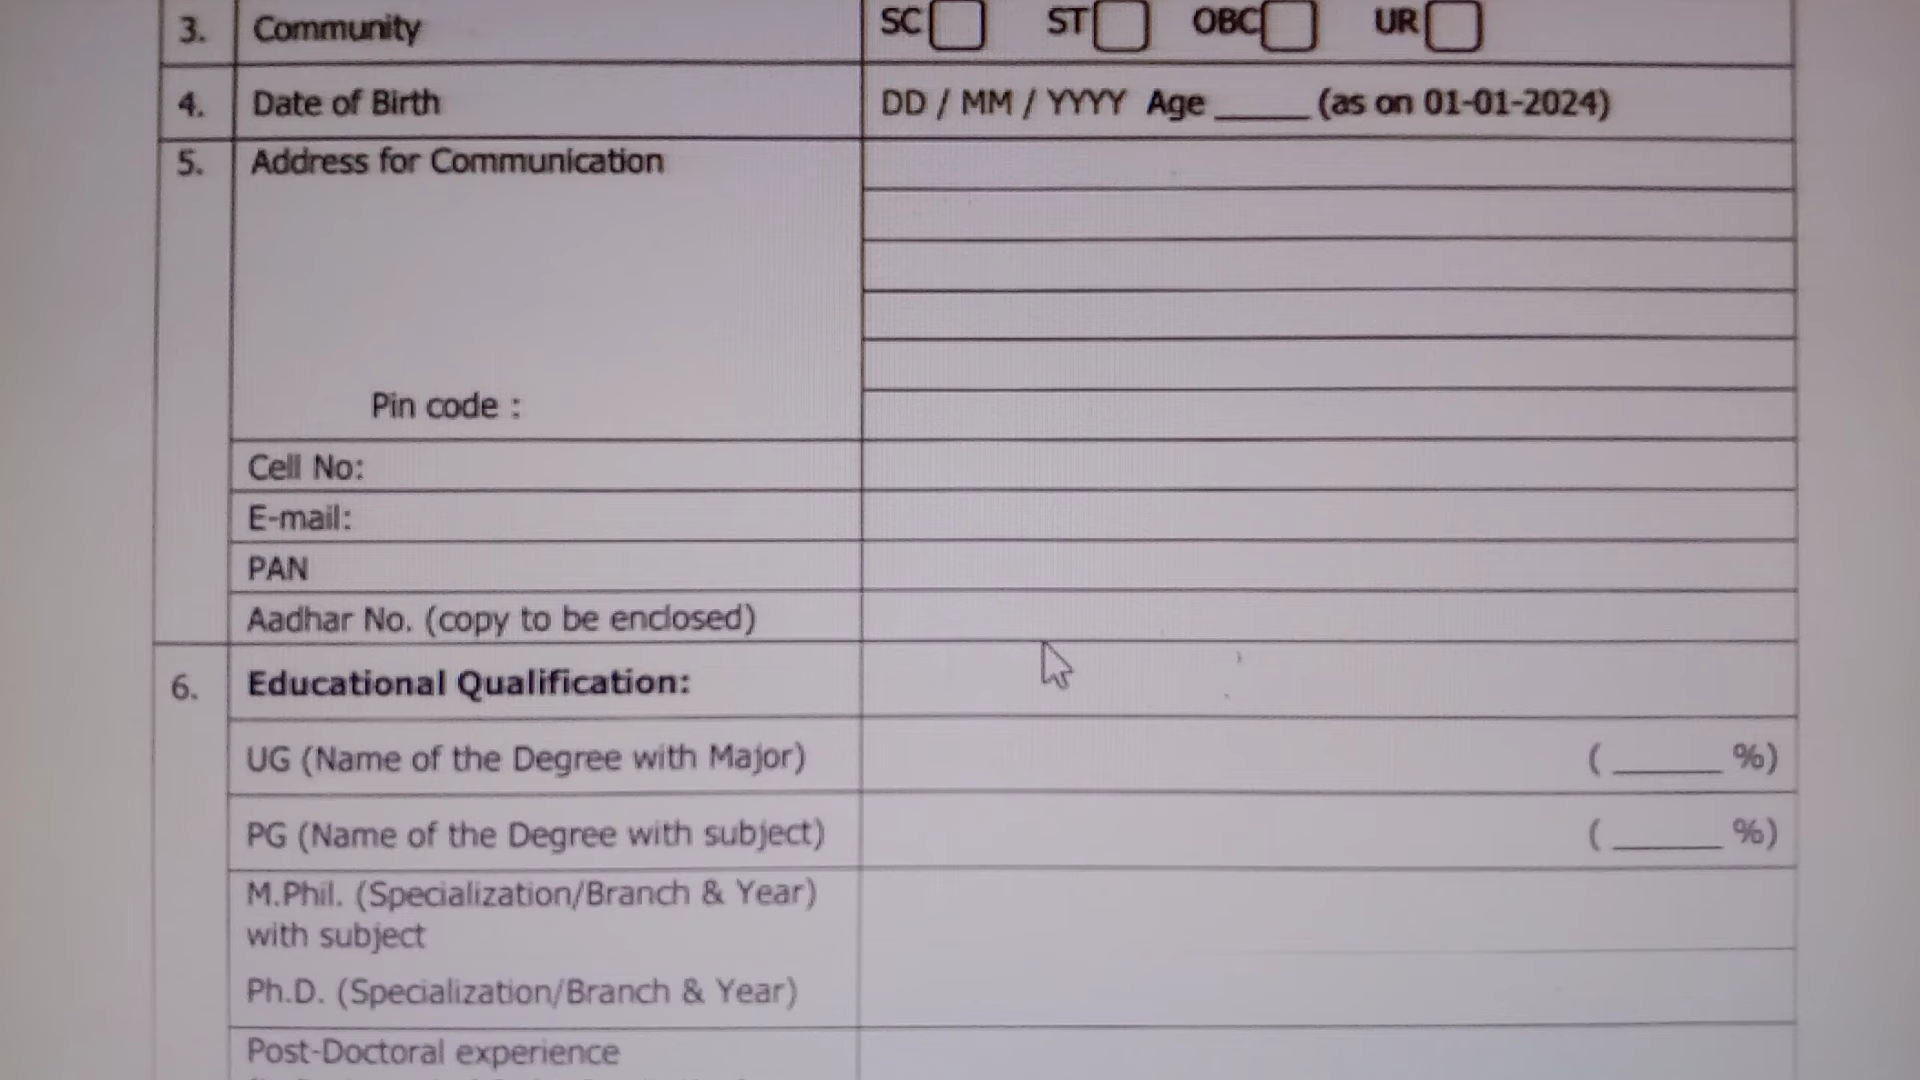 3. Community SC ST OBC UR
4. Date of Birth DD / MM / YYYY Age _____ (as on 01-01-2024)
5. Address for Communication
Pin code :
Cell No:
E-mail:
PAN
Aadhar No. (copy to be enclosed)
6. Educational Qualification:
UG (Name of the Degree with Major) ( ______ %)
PG (Name of the Degree with subject) ( ______ %)
M.Phil. (Specialization/Branch & Year)
with subject
Ph.D. (Specialization/Branch & Year)
Post-Doctoral experience